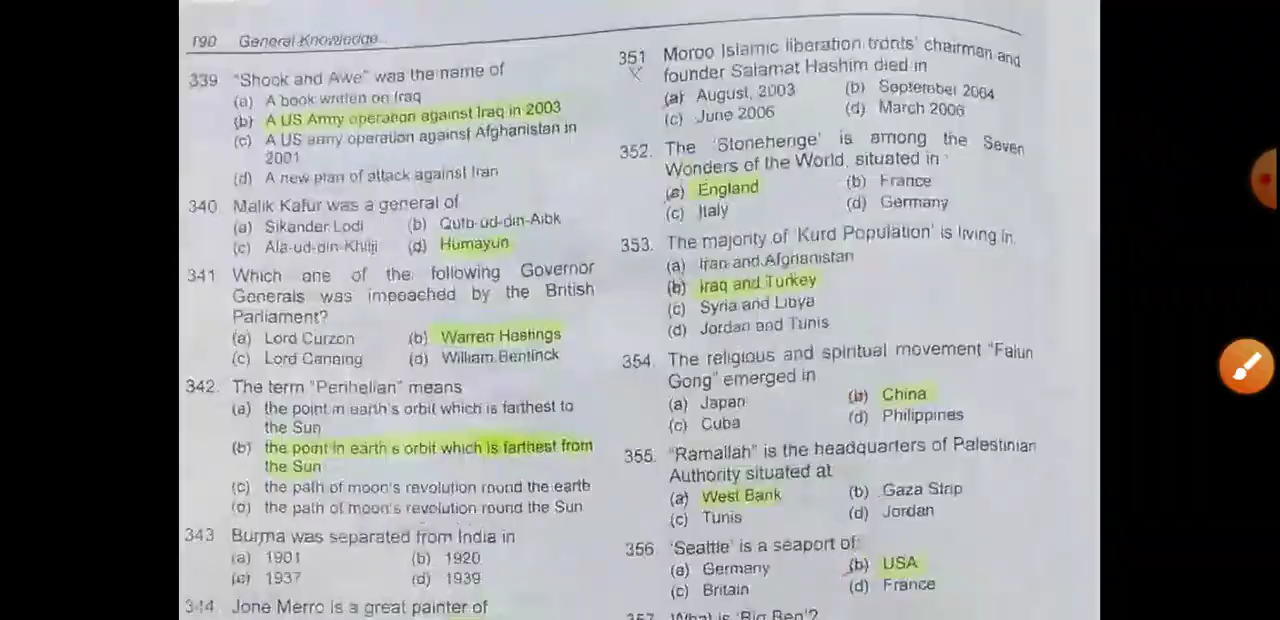 190 General Knowledge
339 "Shock and Awe" was the name of
(a) A book written on Iraq
(b) A US Army operation against Iraq in 2003
(c) A US army operation against Afghanistan in
2001
(d) A new plan of attack against Iran
340 Malik Kafur was a general of
(a) Sikander Lodi (b) Qutb-ud-din-Aibk
(c) Ala-ud-din-Khilji (d) Humayun
341 Which one of the following Governor
Generals was impeached by the British
Parliament?
(a) Lord Curzon (b) Warren Hastings
(c) Lord Canning (d) William Bentinck
342. The term "Perihelian" means
(a) the point in earth's orbit which is farthest to
the Sun
(b) the point in earth's orbit which is farthest from
the Sun
(c) the path of moon's revolution round the earth
(d) the path of moon's revolution round the Sun
343 Burma was separated from India in
(a) 1901 (b) 1920
(c) 1937 (d) 1939
344 Jone Merro is a great painter of
351 Moroo Islamic liberation fronts' chairman and
founder Salamat Hashim died in
(a) August, 2003 (b) September 2004
(c) June 2006 (d) March 2006
352. The 'Stonehenge' is among the Seven
Wonders of the World, situated in
(a) England (b) France
(c) Italy (d) Germany
353. The majority of 'Kurd Population' is living in
(a) Iran and Afghanistan
(b) Iraq and Turkey
(c) Syria and Libya
(d) Jordan and Tunis
354. The religious and spiritual movement "Falun
Gong" emerged in
(a) Japan (b) China
(c) Cuba (d) Philippines
355. "Ramallah" is the headquarters of Palestinian
Authority situated at
(a) West Bank (b) Gaza Strip
(c) Tunis (d) Jordan
356. 'Seattle' is a seaport of:
(a) Germany (b) USA
(c) Britain (d) France
357 What is 'Big Ben'?